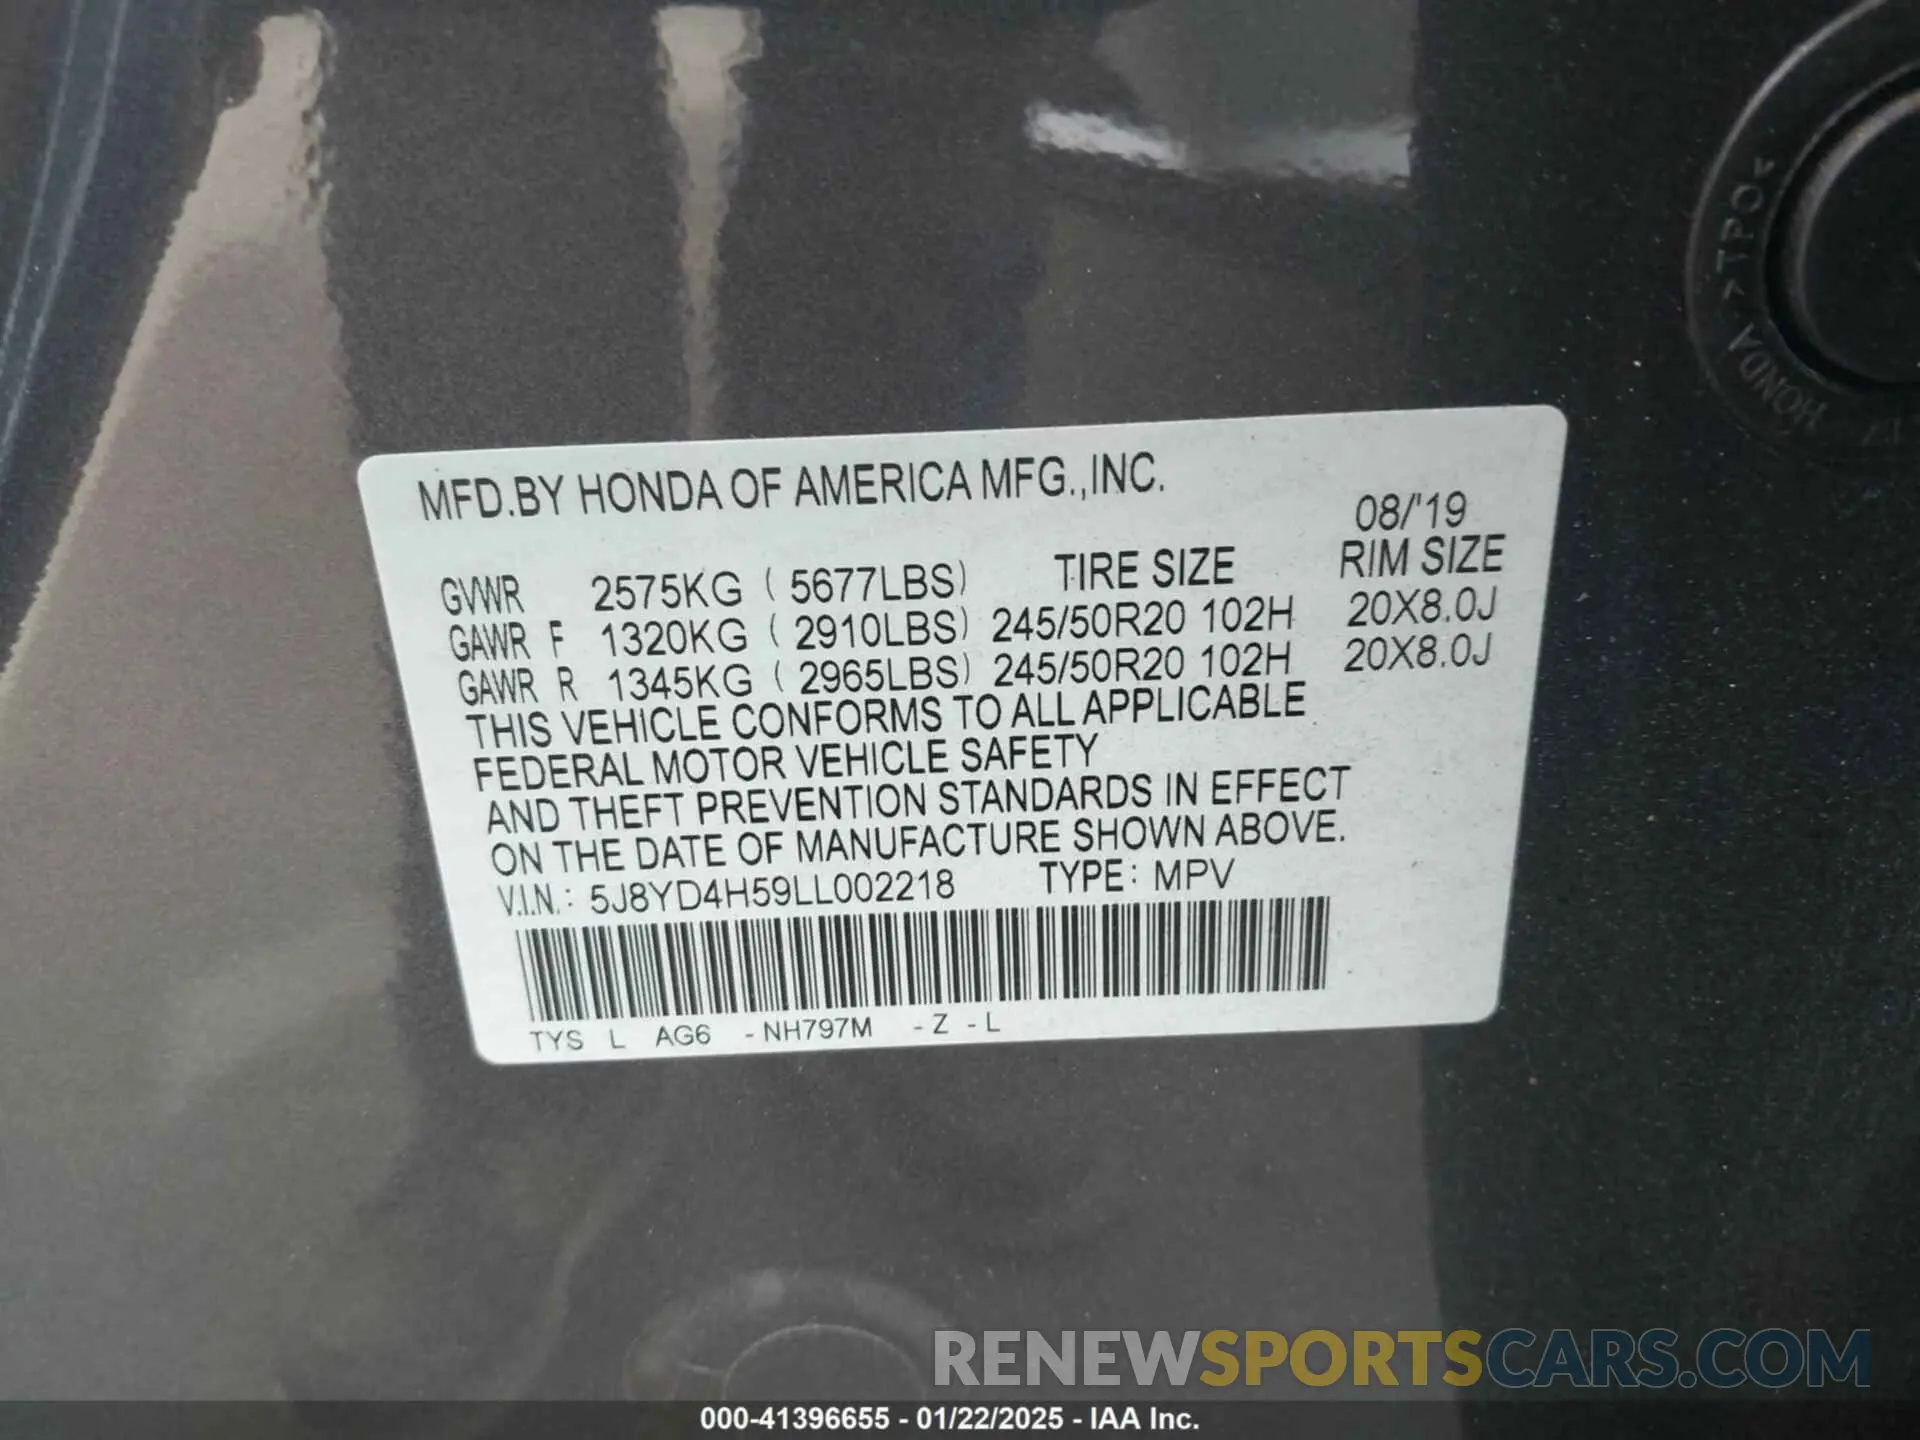 >TPO<
HONDA
MFD.BY HONDA OF AMERICA MFG.,INC.
08/'19
GVWR 2575KG ( 5677LBS) TIRE SIZE RIM SIZE
GAWR F 1320KG ( 2910LBS) 245/50R20 102H 20X8.0J
GAWR R 1345KG ( 2965LBS) 245/50R20 102H 20X8.0J
THIS VEHICLE CONFORMS TO ALL APPLICABLE
FEDERAL MOTOR VEHICLE SAFETY
AND THEFT PREVENTION STANDARDS IN EFFECT
ON THE DATE OF MANUFACTURE SHOWN ABOVE.
V.I.N.: 5J8YD4H59LL002218 TYPE: MPV
TYS L AG6 -NH797M -Z -L
RENEWSPORTSCARS.COM
000-41396655 - 01/22/2025 - IAA Inc.